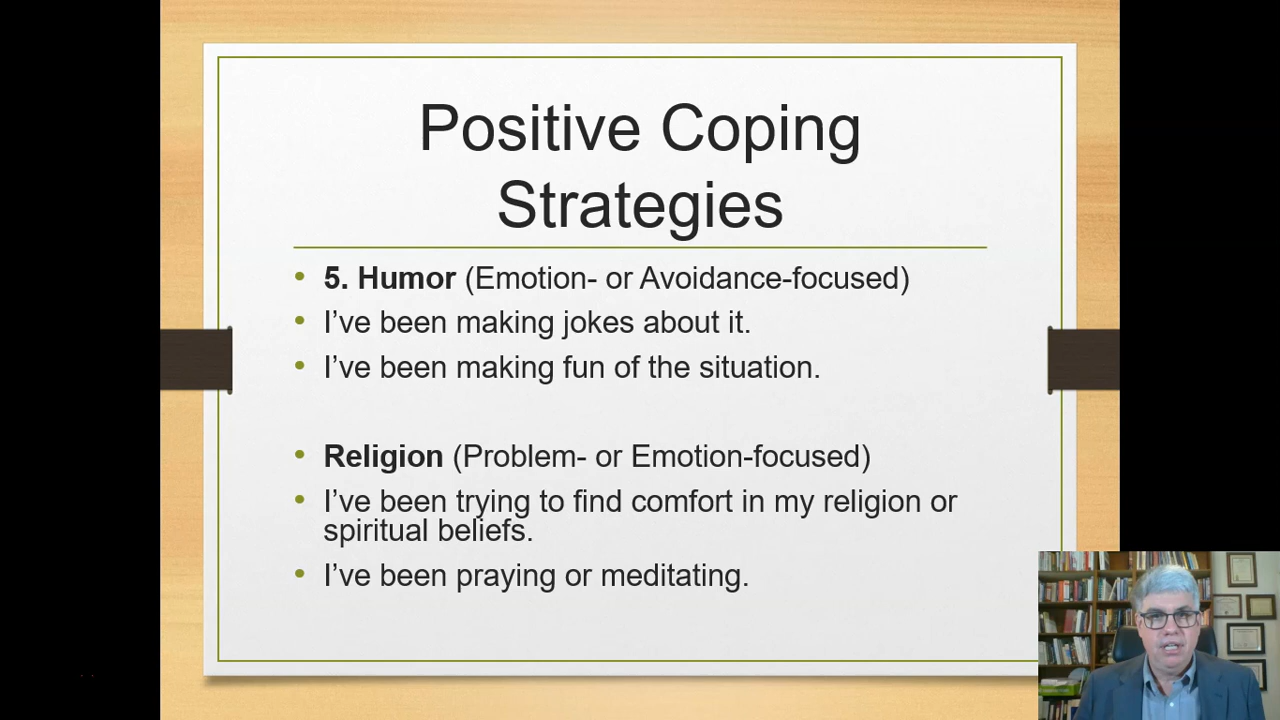 Positive Coping
Strategies
• 5. Humor (Emotion- or Avoidance-focused)
• I’ve been making jokes about it.
• I’ve been making fun of the situation.
• Religion (Problem- or Emotion-focused)
• I’ve been trying to find comfort in my religion or
spiritual beliefs.
• I’ve been praying or meditating.